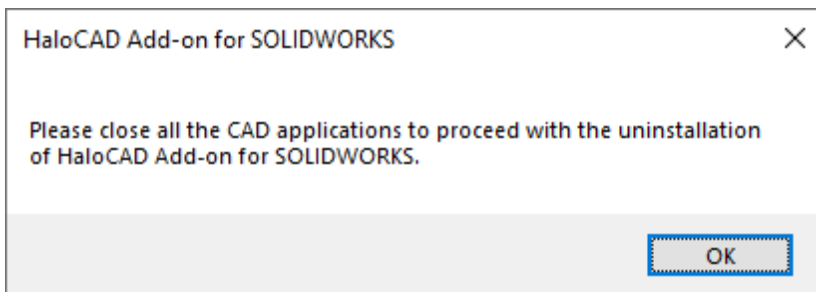 HaloCAD Add-on for SOLIDWORKS
Please close all the CAD applications to proceed with the uninstallation
of HaloCAD Add-on for SOLIDWORKS.
OK